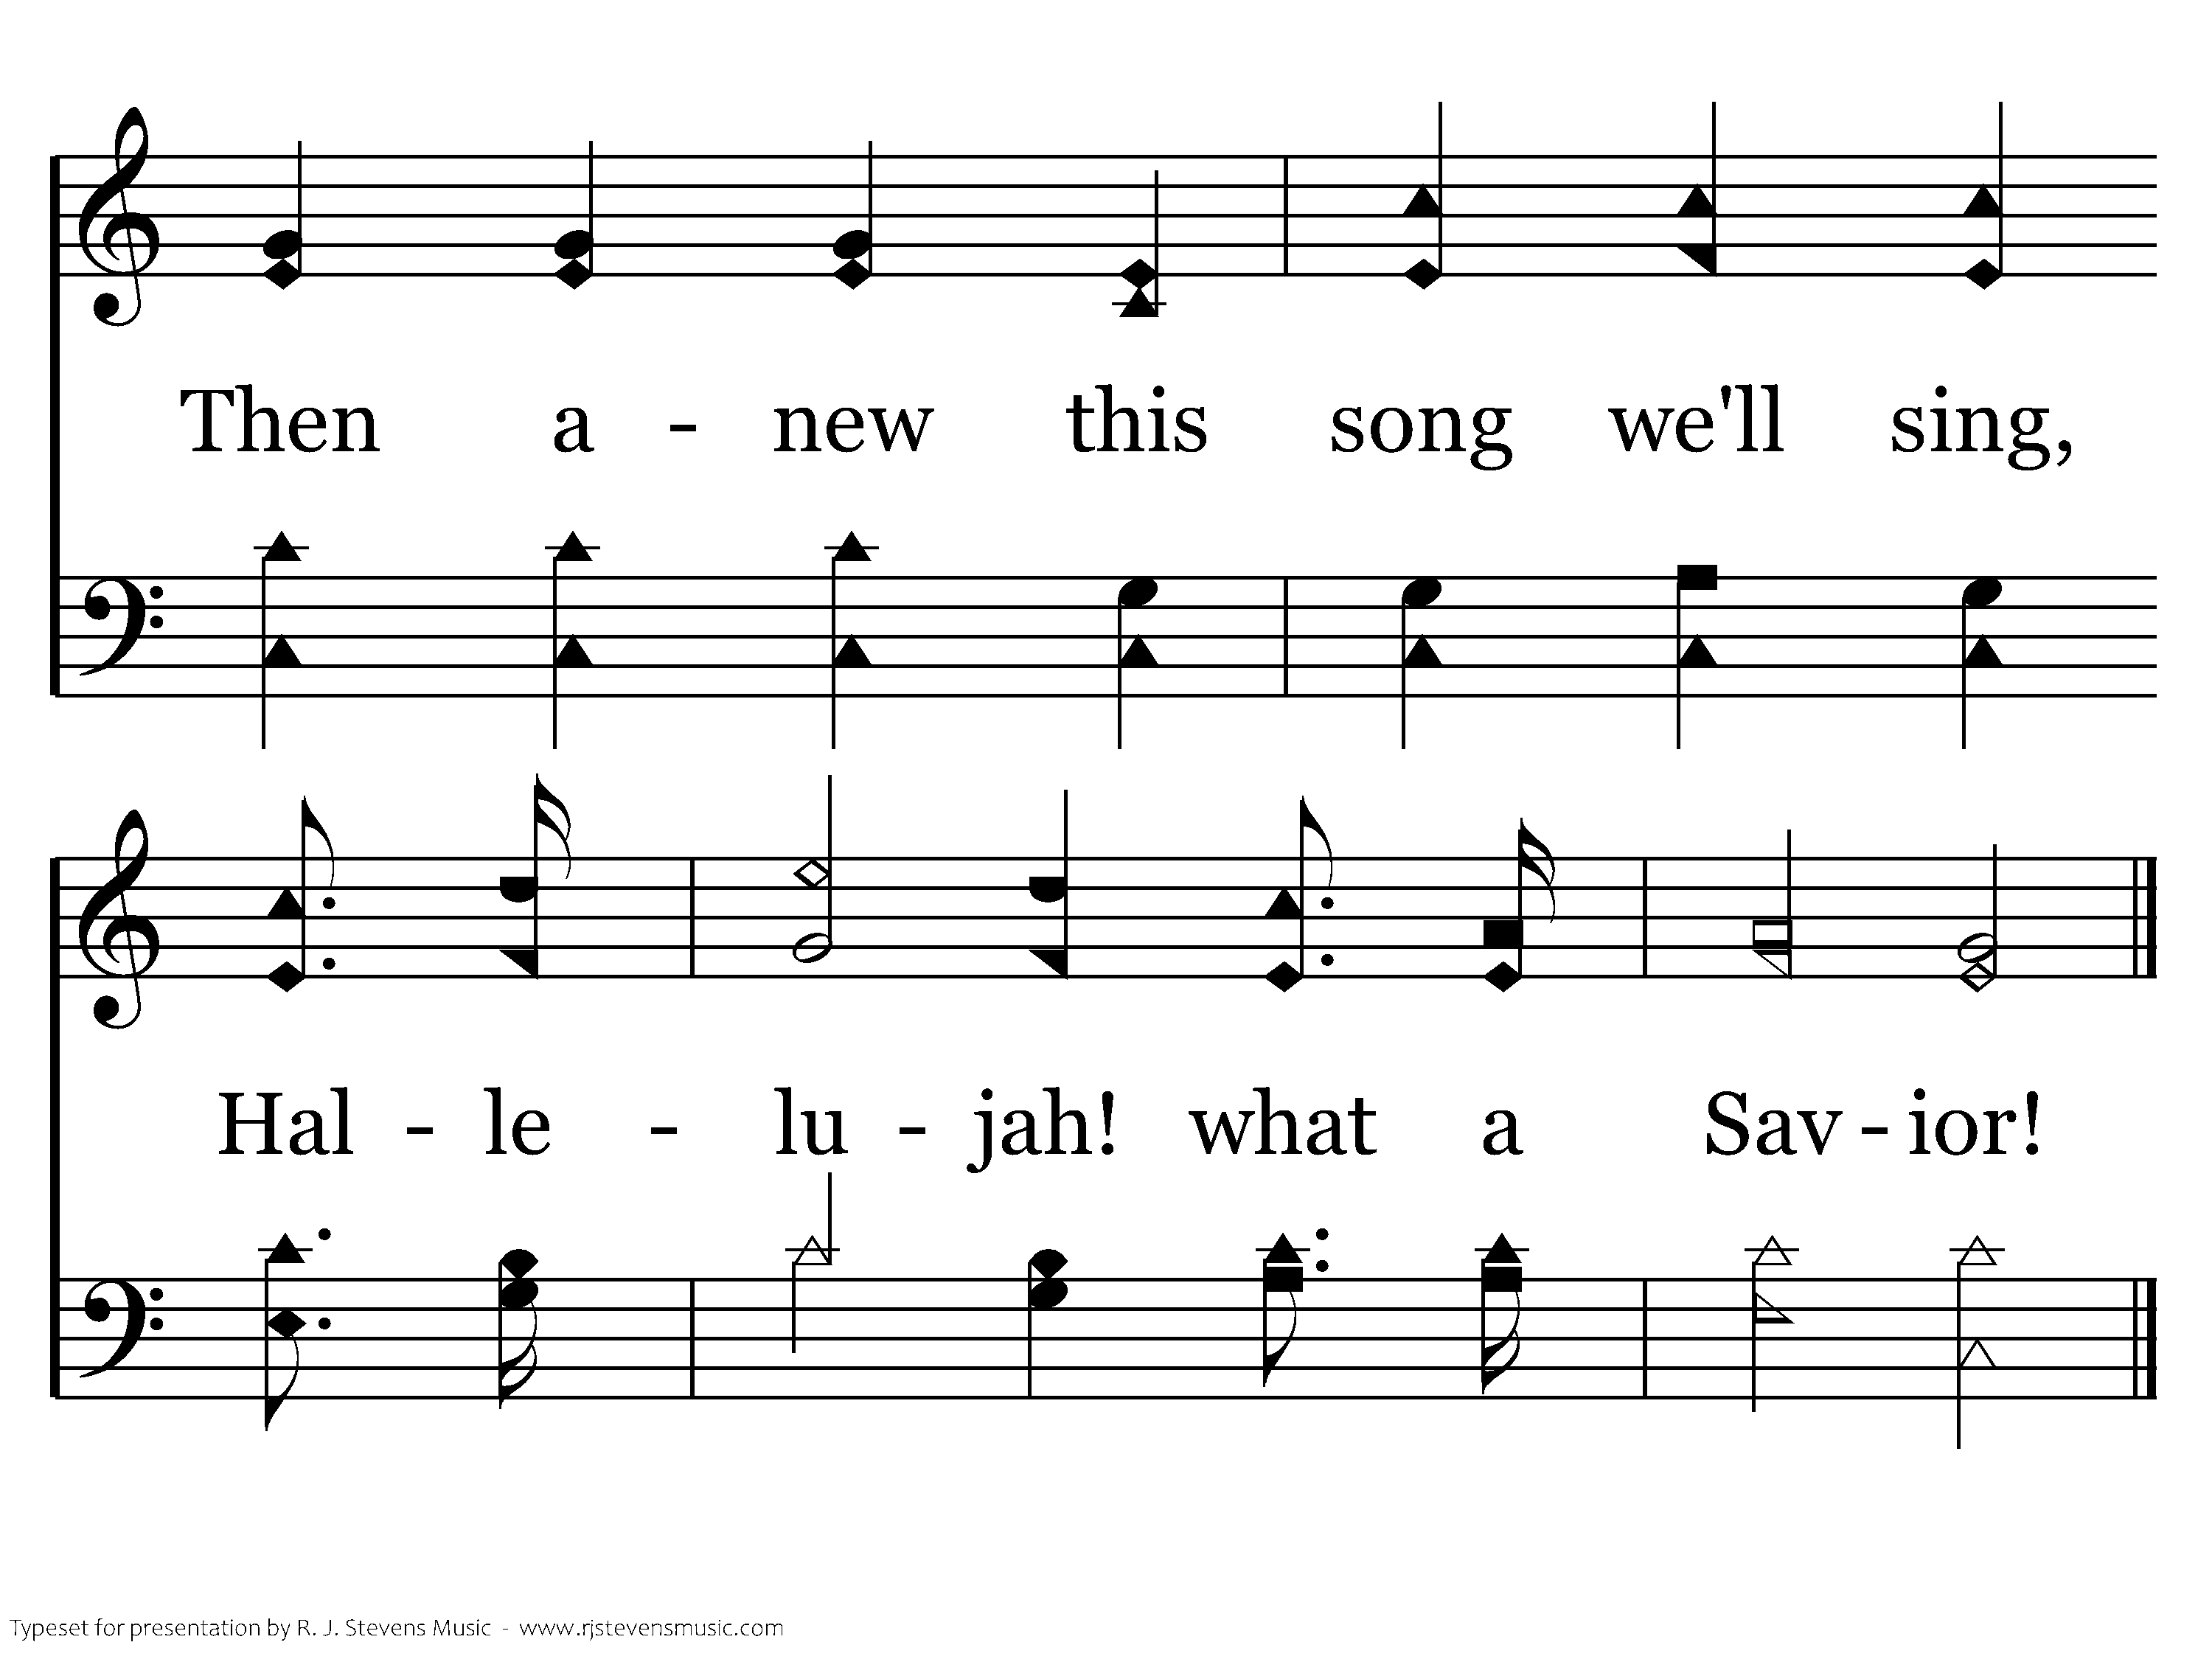 Then a - new this song we'll sing,
Hal - le - lu - jah! what a Sav - ior!
Typeset for presentation by R. J. Stevens Music - www.rjstevensmusic.com